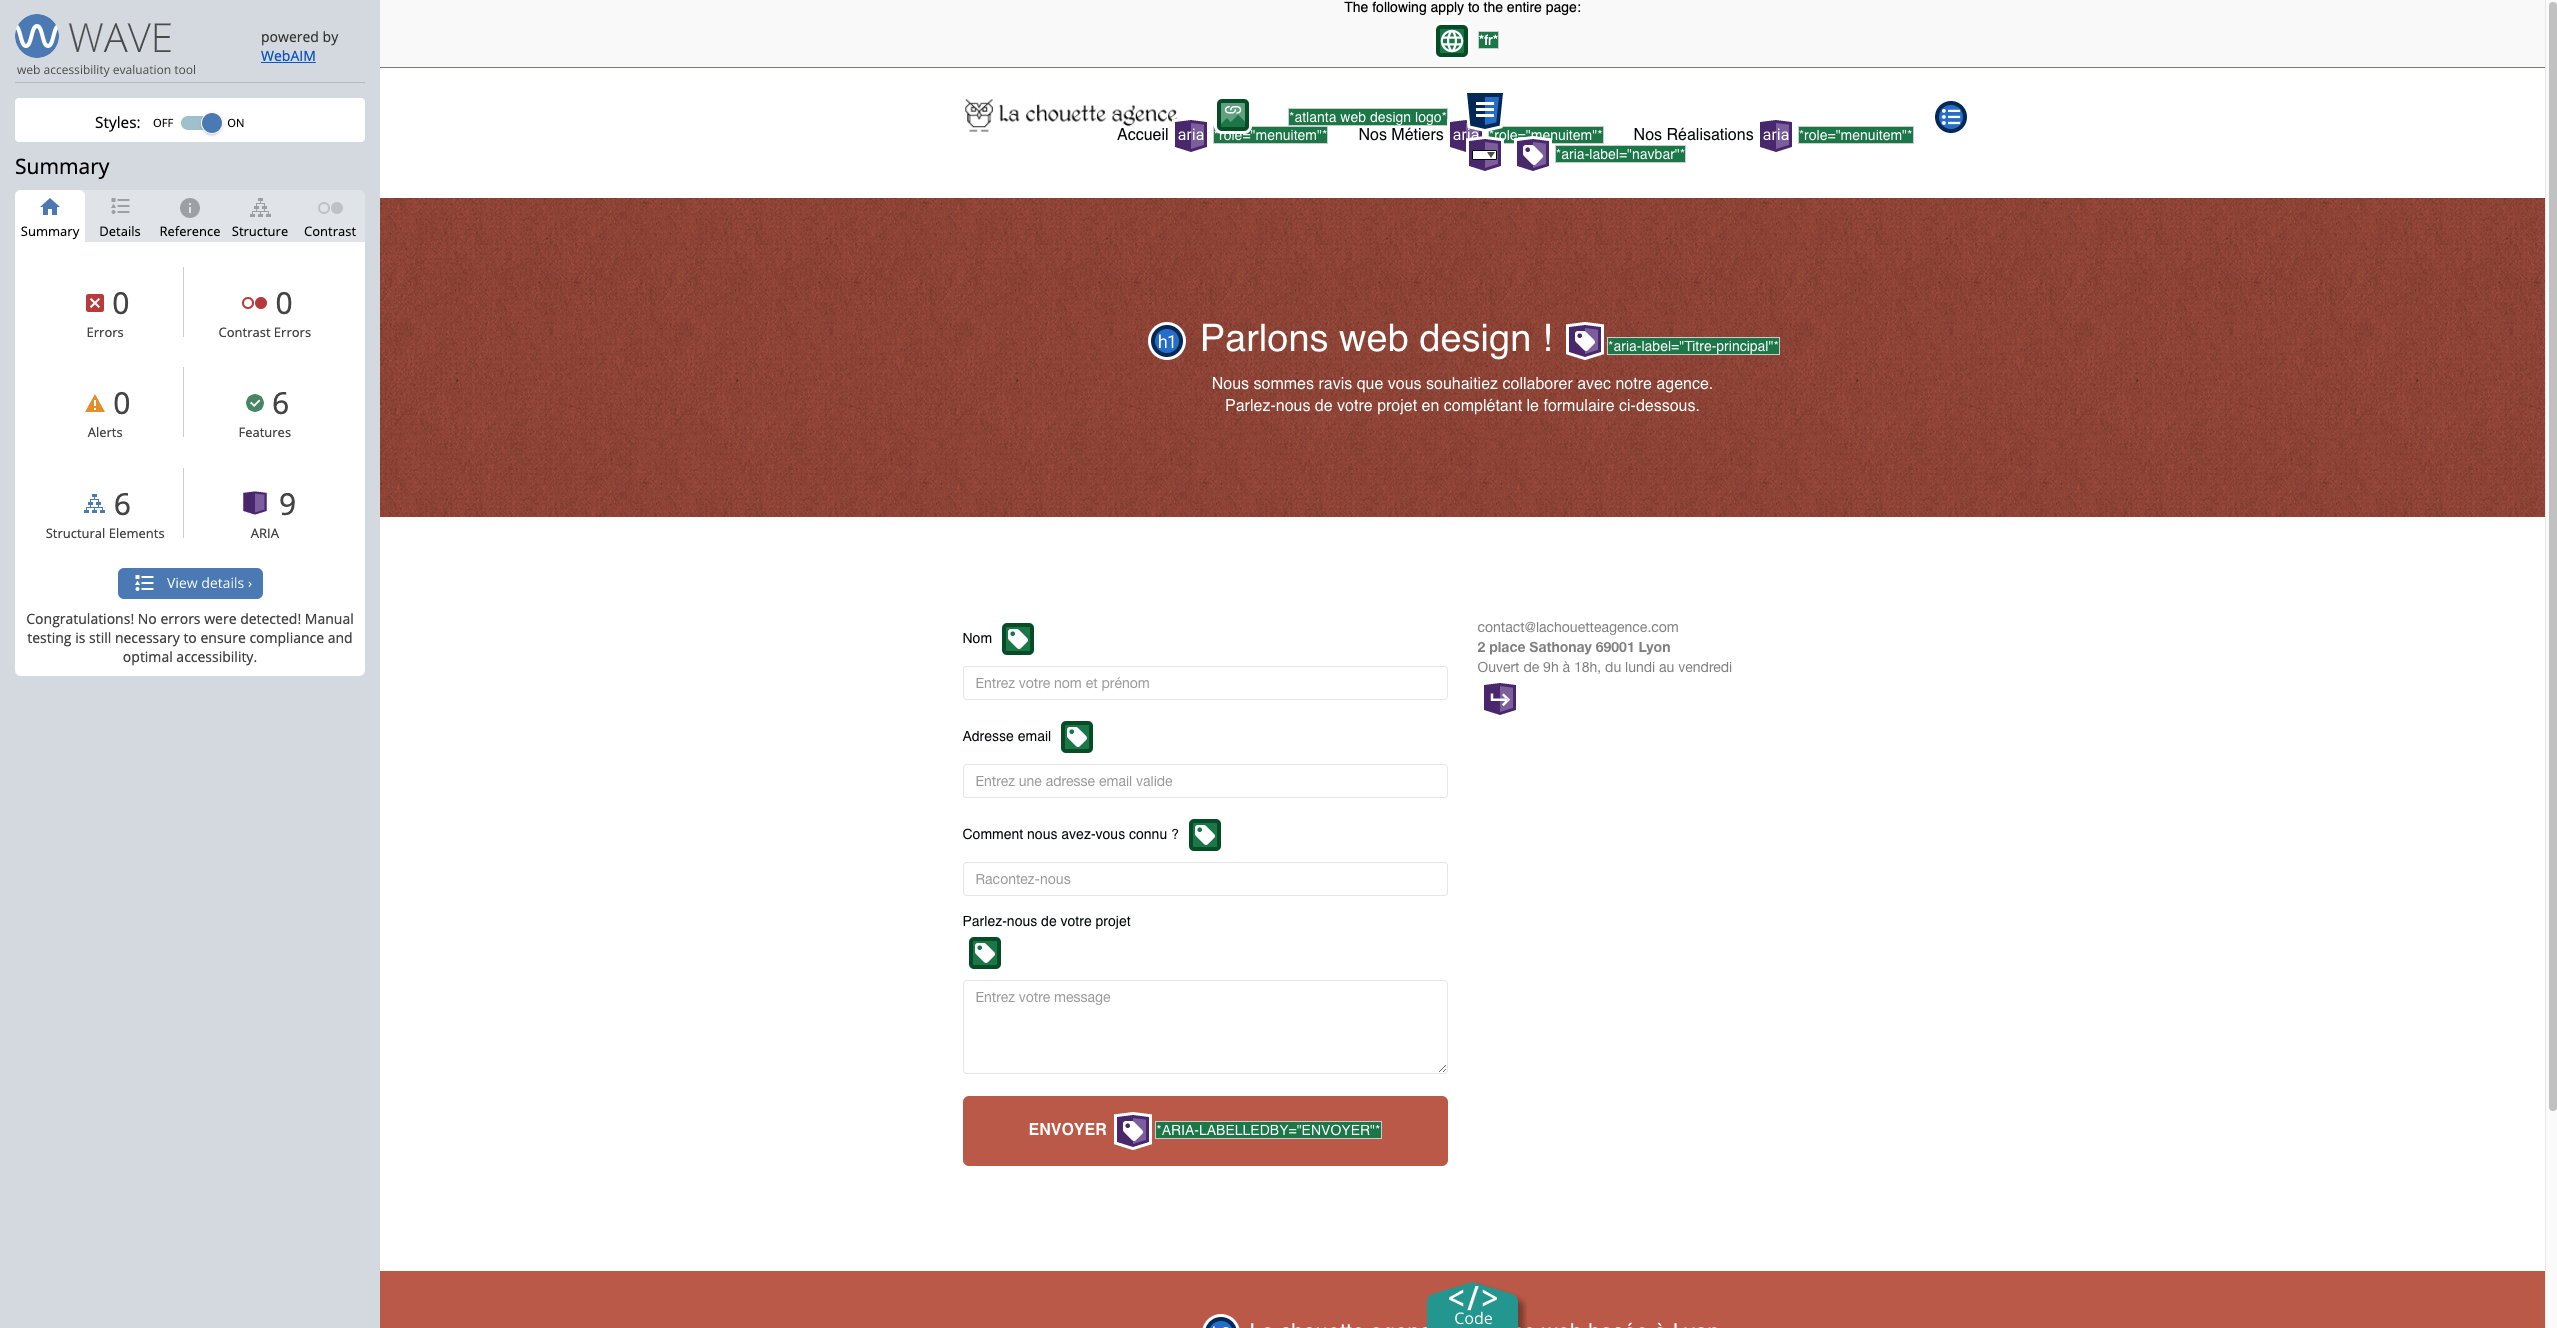 WAVE
web accessibility evaluation tool
powered by
WebAIM
Styles: OFF ON
Summary
Summary Details Reference Structure Contrast
0 0
Errors Contrast Errors
0 6
Alerts Features
6 9
Structural Elements ARIA
View details ›
Congratulations! No errors were detected! Manual
testing is still necessary to ensure compliance and
optimal accessibility.
The following apply to the entire page:
*fr*
La chouette agence *atlanta web design logo*
Accueil aria *role="menuitem"* Nos Métiers aria *role="menuitem"* Nos Réalisations aria *role="menuitem"*
*aria-label="navbar"*
h1 Parlons web design ! *aria-label="Titre-principal"*
Nous sommes ravis que vous souhaitiez collaborer avec notre agence.
Parlez-nous de votre projet en complétant le formulaire ci-dessous.
Nom
Entrez votre nom et prénom
Adresse email
Entrez une adresse email valide
Comment nous avez-vous connu ?
Racontez-nous
Parlez-nous de votre projet
Entrez votre message
ENVOYER *ARIA-LABELLEDBY="ENVOYER"*
contact@lachouetteagence.com
2 place Sathonay 69001 Lyon
Ouvert de 9h à 18h, du lundi au vendredi
</> Code